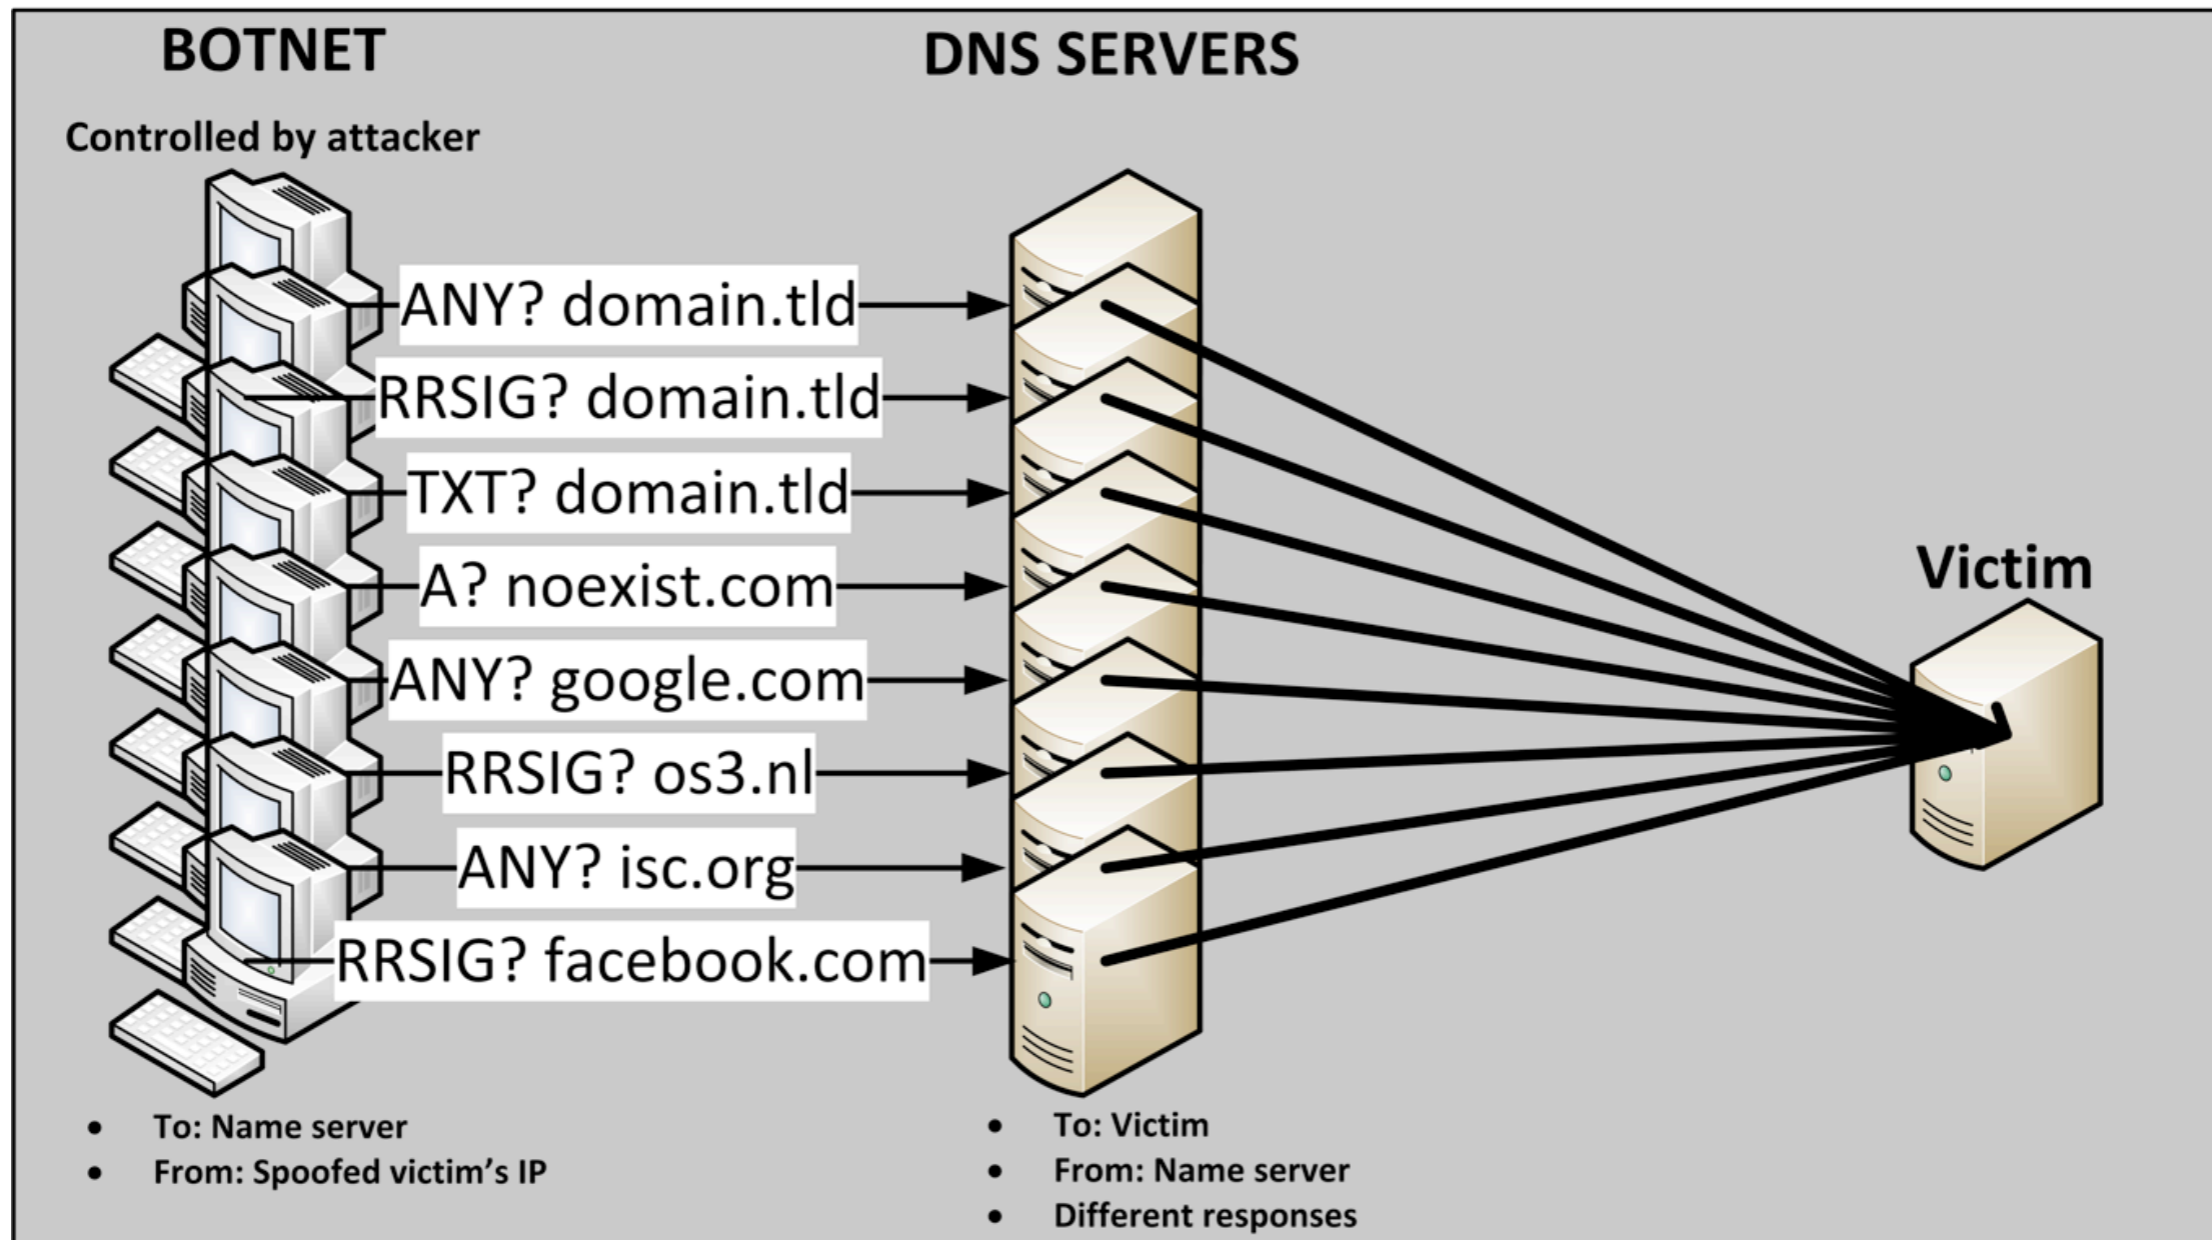 BOTNET
DNS SERVERS
Controlled by attacker
ANY? domain.tld
RRSIG? domain.tld
TXT? domain.tld
A? noexist.com
Victim
ANY? google.com
RRSIG? os3.nl
ANY? isc.org
RRSIG? facebook.com
• To: Name server
• From: Spoofed victim’s IP
• To: Victim
• From: Name server
• Different responses